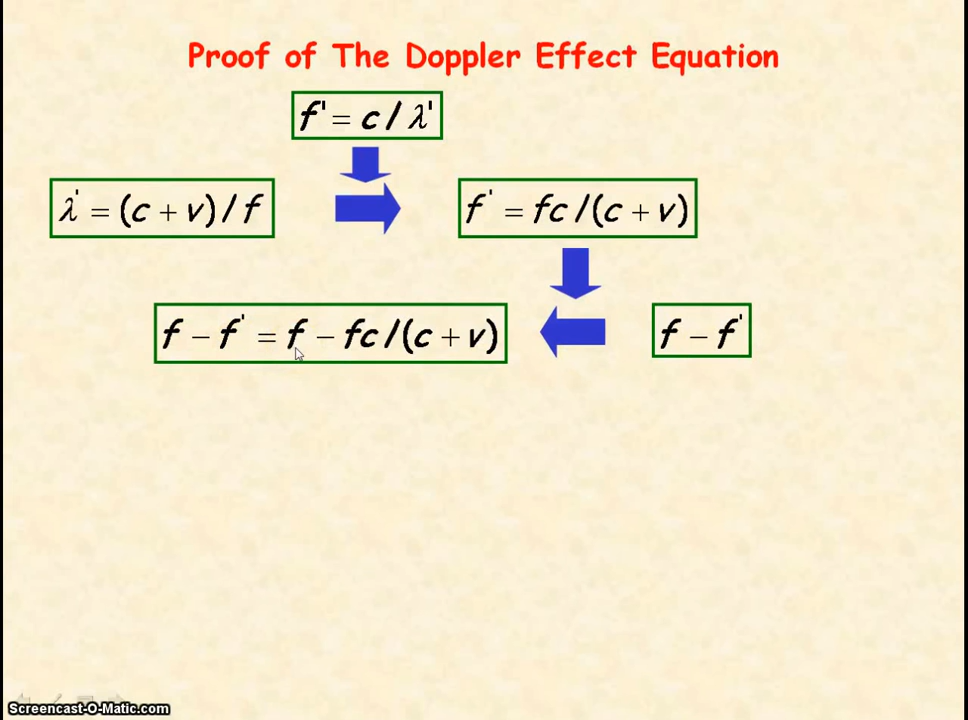 Proof of The Doppler Effect Equation
f' = c / λ'
λ' = (c + v) / f
f' = fc / (c + v)
f − f' = f − fc / (c + v)
f − f'
Screencast-O-Matic.com